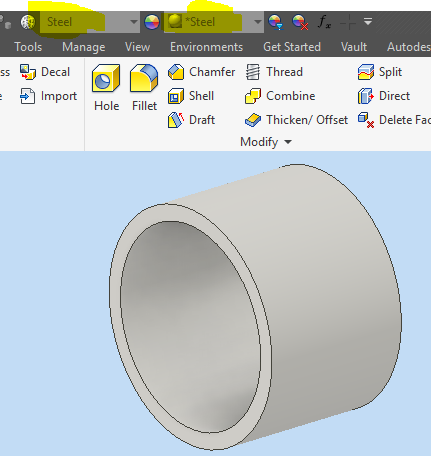 Steel *Steel fx
Tools Manage View Environments Get Started Vault Autodes
ss Decal Chamfer Thread Split
Import Hole Fillet Shell Combine Direct
Draft Thicken/ Offset Delete Fac
Modify